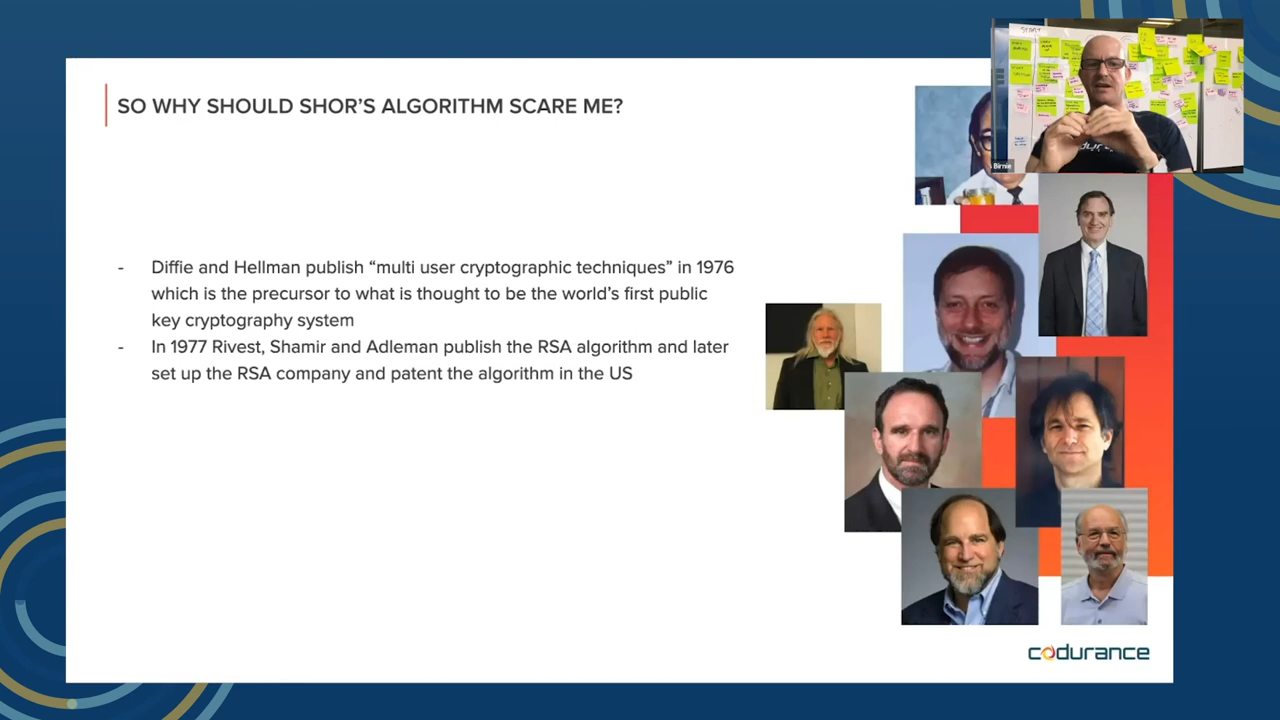 SO WHY SHOULD SHOR’S ALGORITHM SCARE ME?
START
Birnie
- Diffie and Hellman publish “multi user cryptographic techniques” in 1976
which is the precursor to what is thought to be the world’s first public
key cryptography system
- In 1977 Rivest, Shamir and Adleman publish the RSA algorithm and later
set up the RSA company and patent the algorithm in the US
codurance